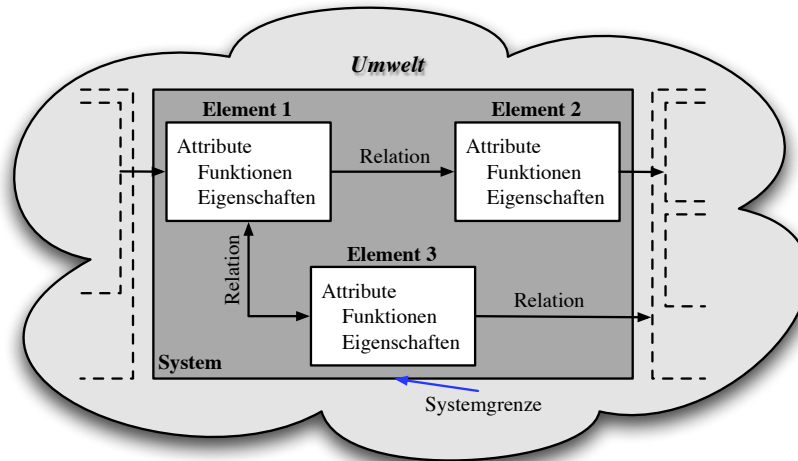 Umwelt
Element 1
Element 2
Attribute
Funktionen
Eigenschaften
Relation
Attribute
Funktionen
Eigenschaften
Relation
Element 3
Attribute
Funktionen
Eigenschaften
Relation
System
Systemgrenze